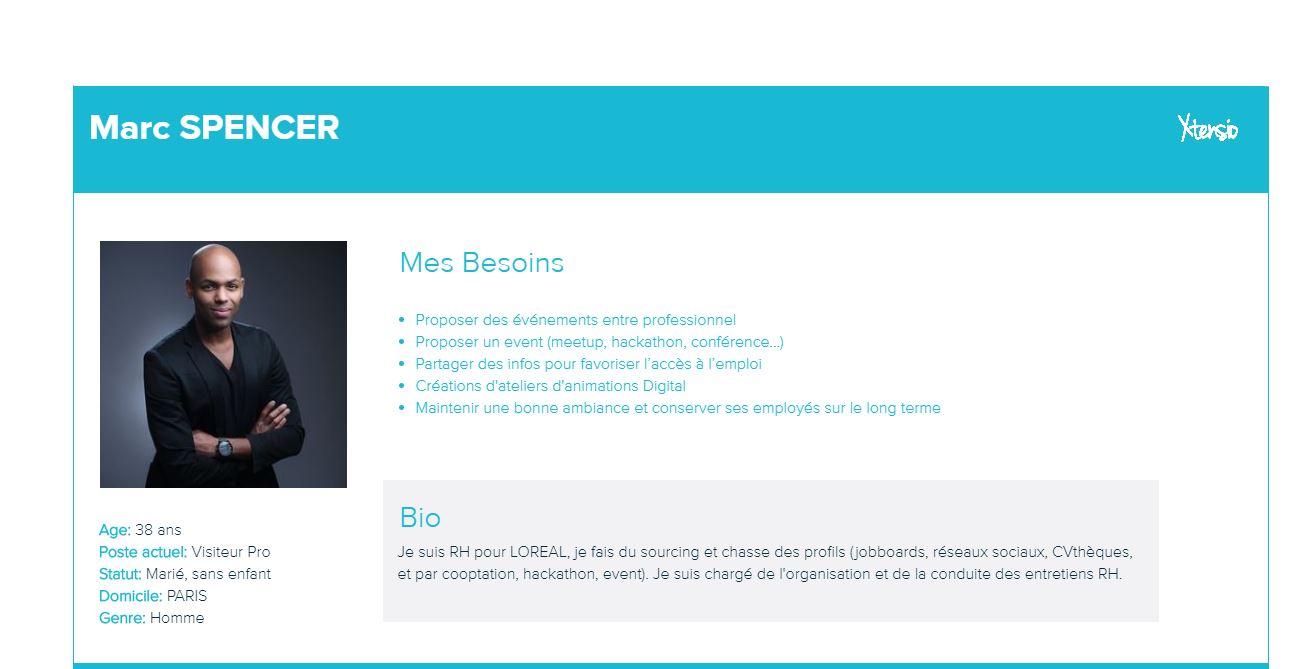 Marc SPENCER
Xtensio
Mes Besoins
• Proposer des événements entre professionnel
• Proposer un event (meetup, hackathon, conférence...)
• Partager des infos pour favoriser l’accès à l’emploi
• Créations d'ateliers d'animations Digital
• Maintenir une bonne ambiance et conserver ses employés sur le long terme
Age: 38 ans
Poste actuel: Visiteur Pro
Statut: Marié, sans enfant
Domicile: PARIS
Genre: Homme
Bio
Je suis RH pour LOREAL, je fais du sourcing et chasse des profils (jobboards, réseaux sociaux, CVthèques,
et par cooptation, hackathon, event). Je suis chargé de l'organisation et de la conduite des entretiens RH.